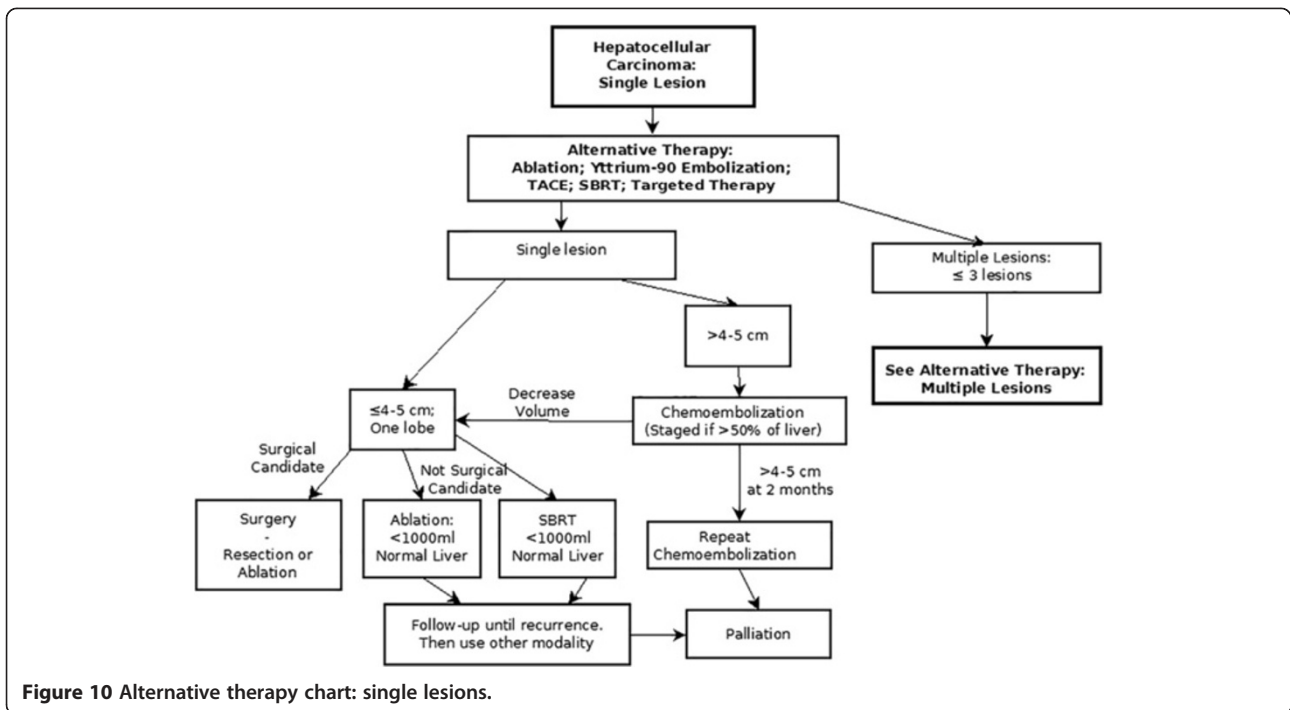 Hepatocellular
Carcinoma:
Single Lesion
Alternative Therapy:
Ablation; Yttrium-90 Embolization;
TACE; SBRT; Targeted Therapy
Single lesion
Multiple Lesions:
≤ 3 lesions
>4-5 cm
See Alternative Therapy:
Multiple Lesions
Decrease
Volume
≤4-5 cm;
One lobe
Chemoembolization
(Staged if >50% of liver)
Surgical
Candidate
Not Surgical
Candidate
>4-5 cm
at 2 months
Surgery
-
Resection or
Ablation
Ablation:
<1000ml
Normal Liver
SBRT
<1000ml
Normal Liver
Repeat
Chemoembolization
Follow-up until recurrence.
Then use other modality
Palliation
Figure 10 Alternative therapy chart: single lesions.